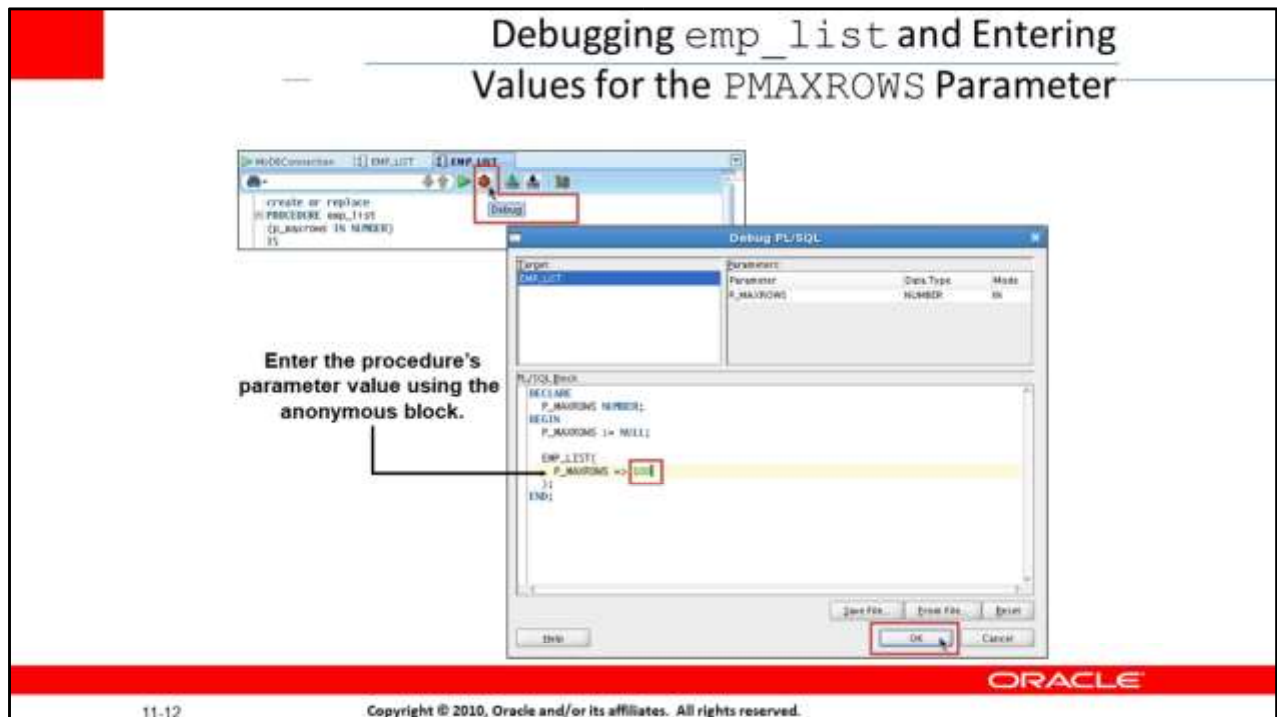 Debugging emp_list and Entering
Values for the PMAXROWS Parameter
MyDBConnection EMP_LIST EMP_LIST
create or replace
PROCEDURE emp_list
(p_maxrows IN NUMBER)
IS
Debug
Debug PL/SQL
Target: Parameters:
EMP_LIST Parameter Data Type Mode
P_MAXROWS NUMBER IN
Enter the procedure's
parameter value using the
anonymous block.
PL/SQL Block
DECLARE
P_MAXROWS NUMBER;
BEGIN
P_MAXROWS := NULL;
EMP_LIST(
P_MAXROWS => 100
);
END;
Save File... From File... Reset
Help OK Cancel
ORACLE
11-12 Copyright © 2010, Oracle and/or its affiliates. All rights reserved.